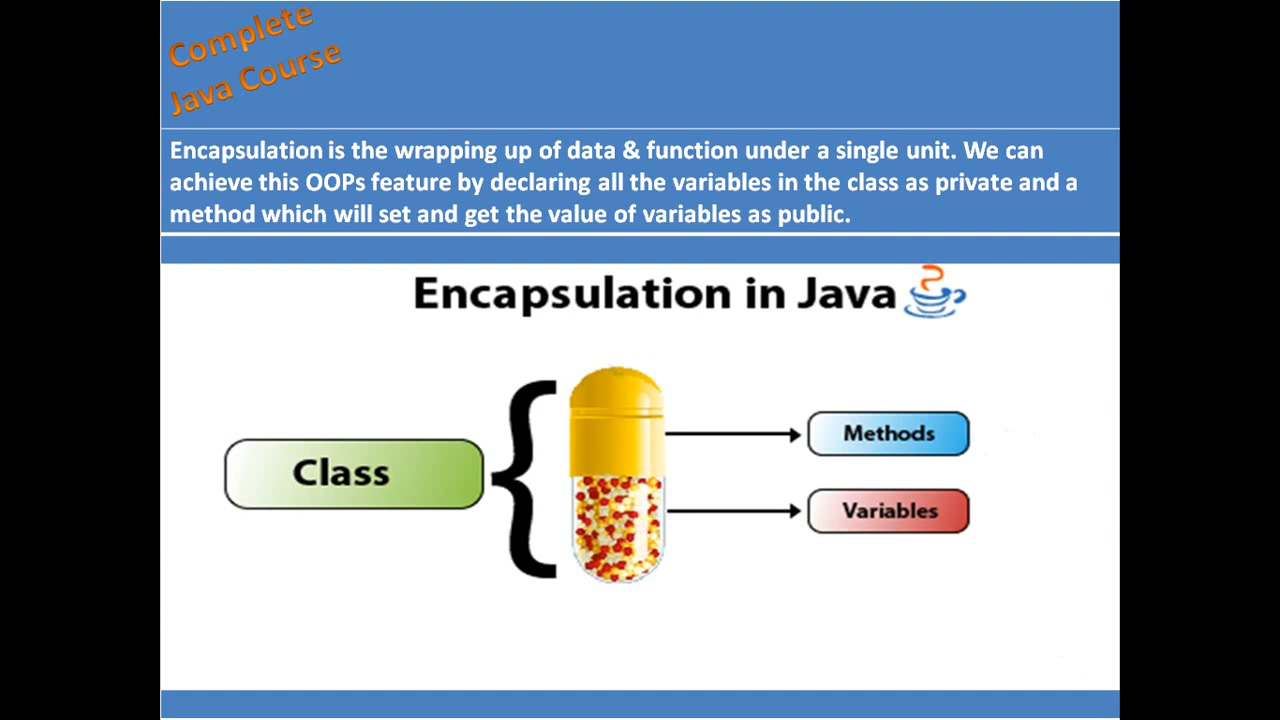 Complete
Java Course
Encapsulation is the wrapping up of data & function under a single unit. We can
achieve this OOPs feature by declaring all the variables in the class as private and a
method which will set and get the value of variables as public.
Encapsulation in Java
Class
Methods
Variables